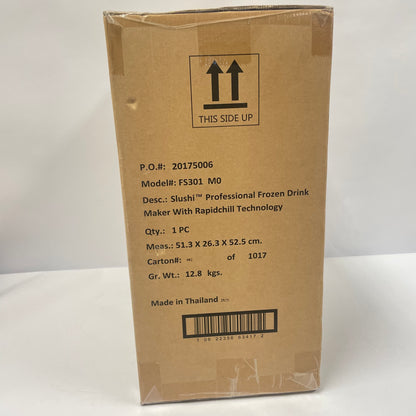 THIS SIDE UP
P.O.#: 20175006
Model#: FS301 M0
Desc.: Slushi™ Professional Frozen Drink
Maker With Rapidchill Technology
Qty.: 1 PC
Meas.: 51.3 X 26.3 X 52.5 cm.
Carton#: of 1017
Gr. Wt.: 12.8 kgs.
Made in Thailand